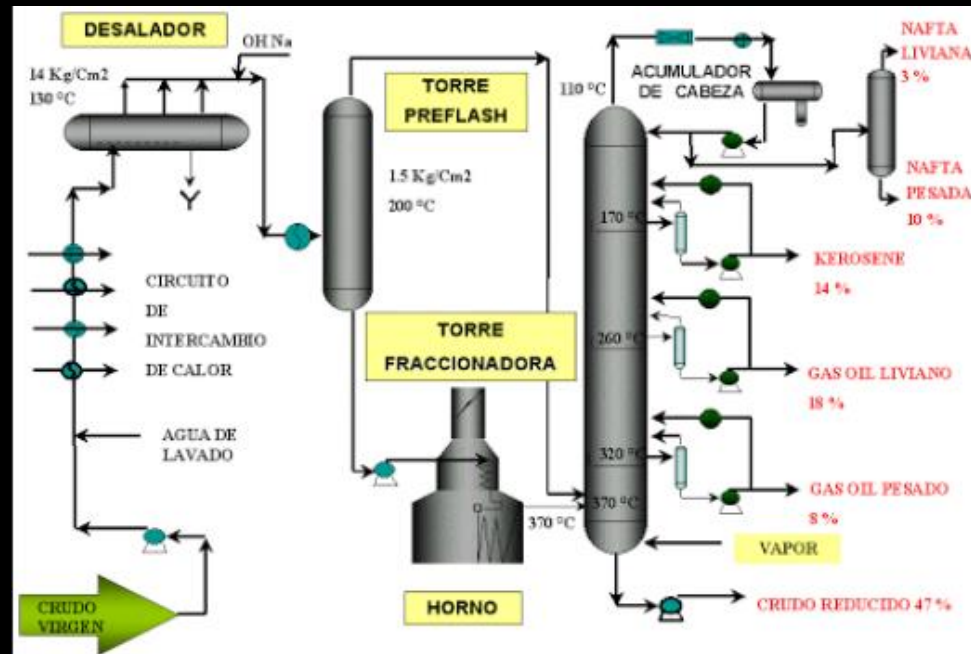 DESALADOR
OH Na
14 Kg/Cm2
130 °C
TORRE
PREFLASH
1.5 Kg/Cm2
200 °C
110 °C
ACUMULADOR
DE CABEZA
NAFTA
LIVIANA
3 %
NAFTA
PESADA
10 %
170 °C
KEROSENE
14 %
CIRCUITO
DE
INTERCAMBIO
DE CALOR
TORRE
FRACCIONADORA
260 °C
GAS OIL LIVIANO
18 %
AGUA DE
LAVADO
320 °C
370 °C
370 °C
GAS OIL PESADO
8 %
VAPOR
HORNO
CRUDO REDUCIDO 47 %
CRUDO
VIRGEN